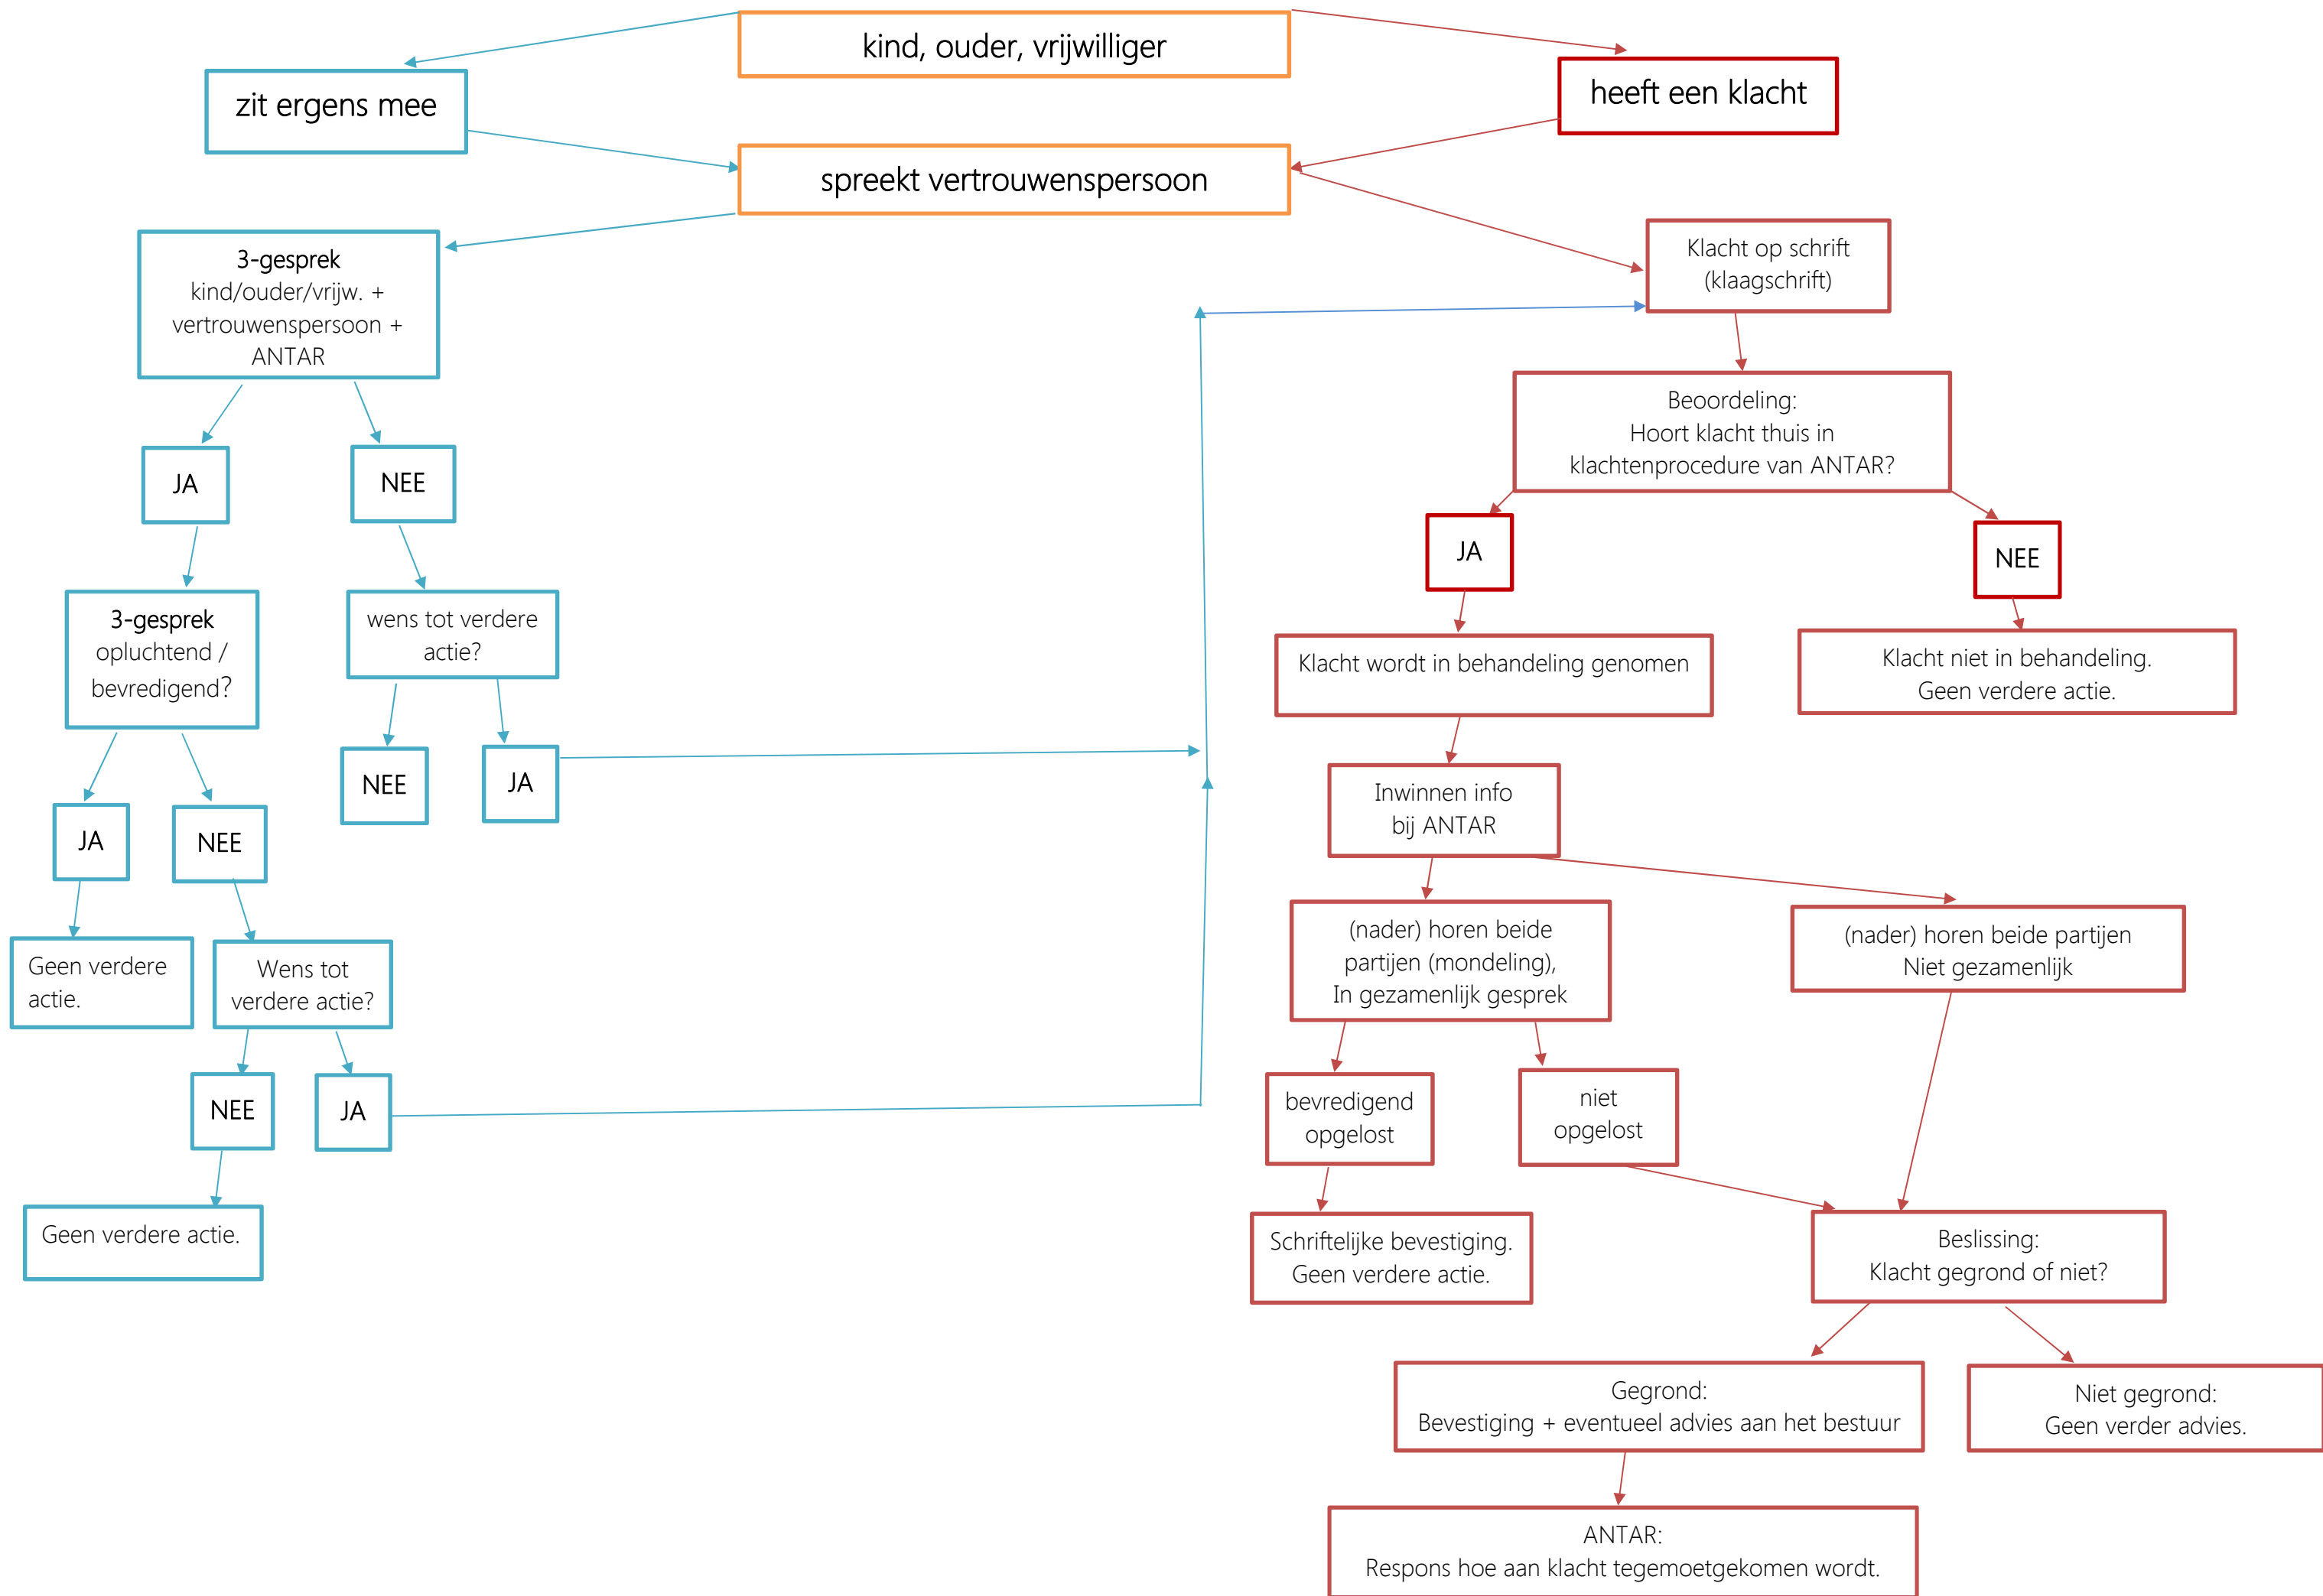 kind, ouder, vrijwilliger
zit ergens mee
heeft een klacht
spreekt vertrouwenspersoon
3-gesprek
kind/ouder/vrijw. +
vertrouwenspersoon +
ANTAR
JA
NEE
3-gesprek
opluchtend /
bevredigend?
wens tot verdere
actie?
NEE
JA
JA
NEE
Geen verdere
actie.
Wens tot
verdere actie?
NEE
JA
Geen verdere actie.
Klacht op schrift
(klaagschrift)
Beoordeling:
Hoort klacht thuis in
klachtenprocedure van ANTAR?
JA
NEE
Klacht wordt in behandeling genomen
Klacht niet in behandeling.
Geen verdere actie.
Inwinnen info
bij ANTAR
(nader) horen beide
partijen (mondeling),
In gezamenlijk gesprek
(nader) horen beide partijen
Niet gezamenlijk
bevredigend
opgelost
niet
opgelost
Schriftelijke bevestiging.
Geen verdere actie.
Beslissing:
Klacht gegrond of niet?
Gegrond:
Bevestiging + eventueel advies aan het bestuur
Niet gegrond:
Geen verder advies.
ANTAR:
Respons hoe aan klacht tegemoetgekomen wordt.